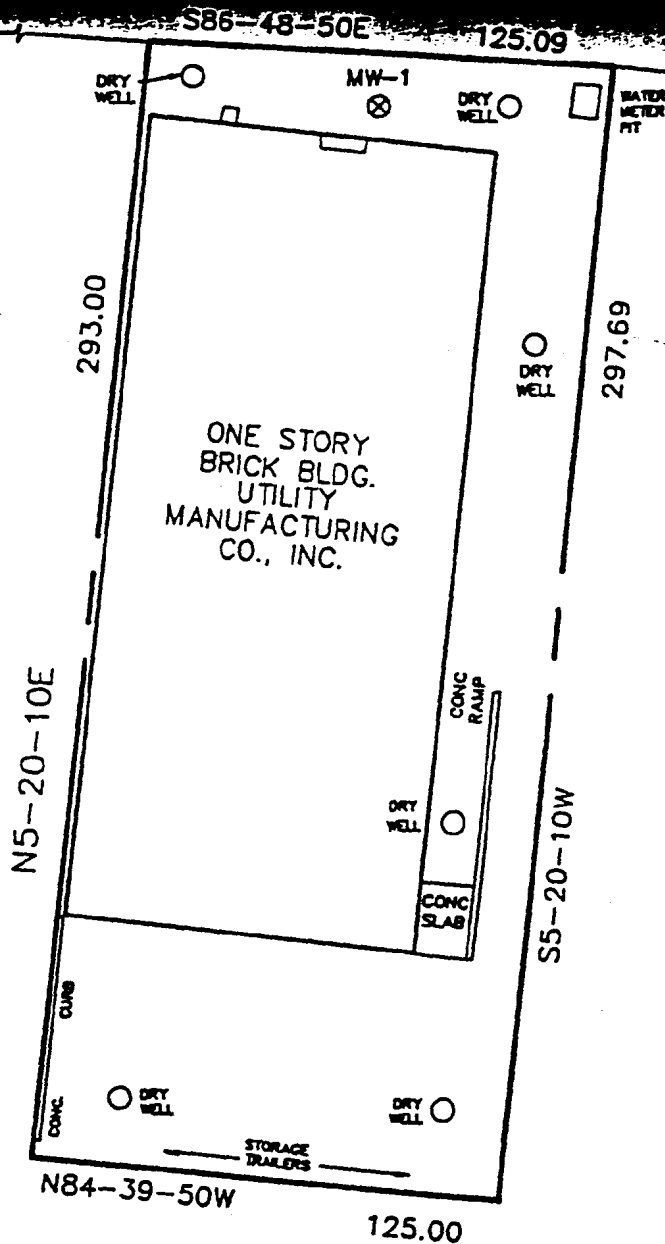 S86-48-50E
125.09
DRY
WELL
MW-1
DRY
WELL
WATER
METER
PIT
293.00
297.69
DRY
WELL
ONE STORY
BRICK BLDG.
UTILITY
MANUFACTURING
CO., INC.
N5-20-10E
CONC
RAMP
DRY
WELL
CONC
SLAB
S5-20-10W
CURB
CONC.
DRY
WELL
DRY
WELL
STORAGE
TRAILERS
N84-39-50W
125.00